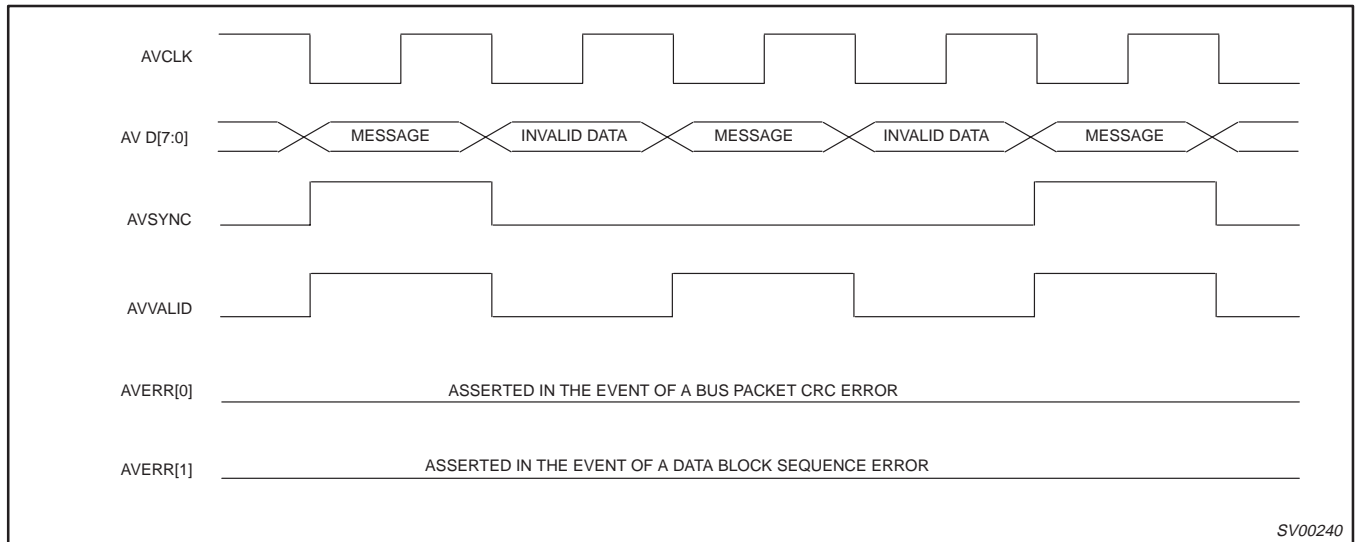 AVCLK
AV D[7:0] MESSAGE INVALID DATA MESSAGE INVALID DATA MESSAGE
AVSYNC
AVVALID
AVERR[0] ASSERTED IN THE EVENT OF A BUS PACKET CRC ERROR
AVERR[1] ASSERTED IN THE EVENT OF A DATA BLOCK SEQUENCE ERROR
SV00240